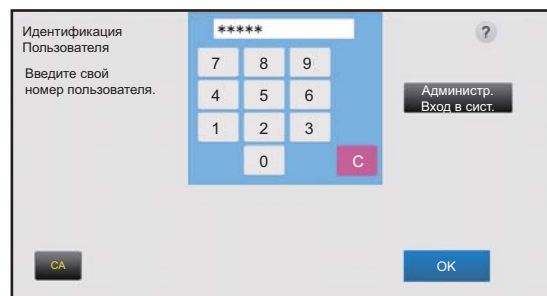 Идентификация
Пользователя
Введите свой
номер пользователя.
*****
?
7 8 9
4 5 6
1 2 3
0 C
Администр.
Вход в сист.
CA
OK